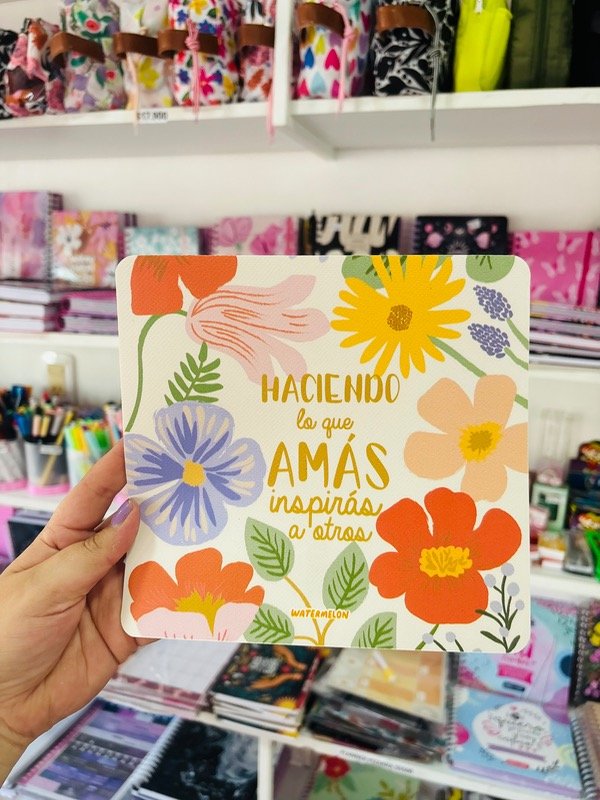 HACIENDO
lo que
AMÁS
inspirás
a otros
WATERMELON